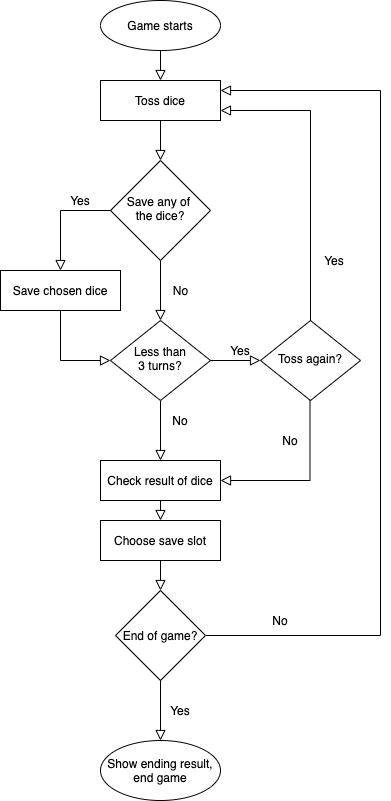 Game starts
Toss dice
Save any of
the dice?
Yes
Save chosen dice
No
Less than
3 turns?
Yes
Toss again?
Yes
No
No
Check result of dice
Choose save slot
End of game?
No
Yes
Show ending result,
end game